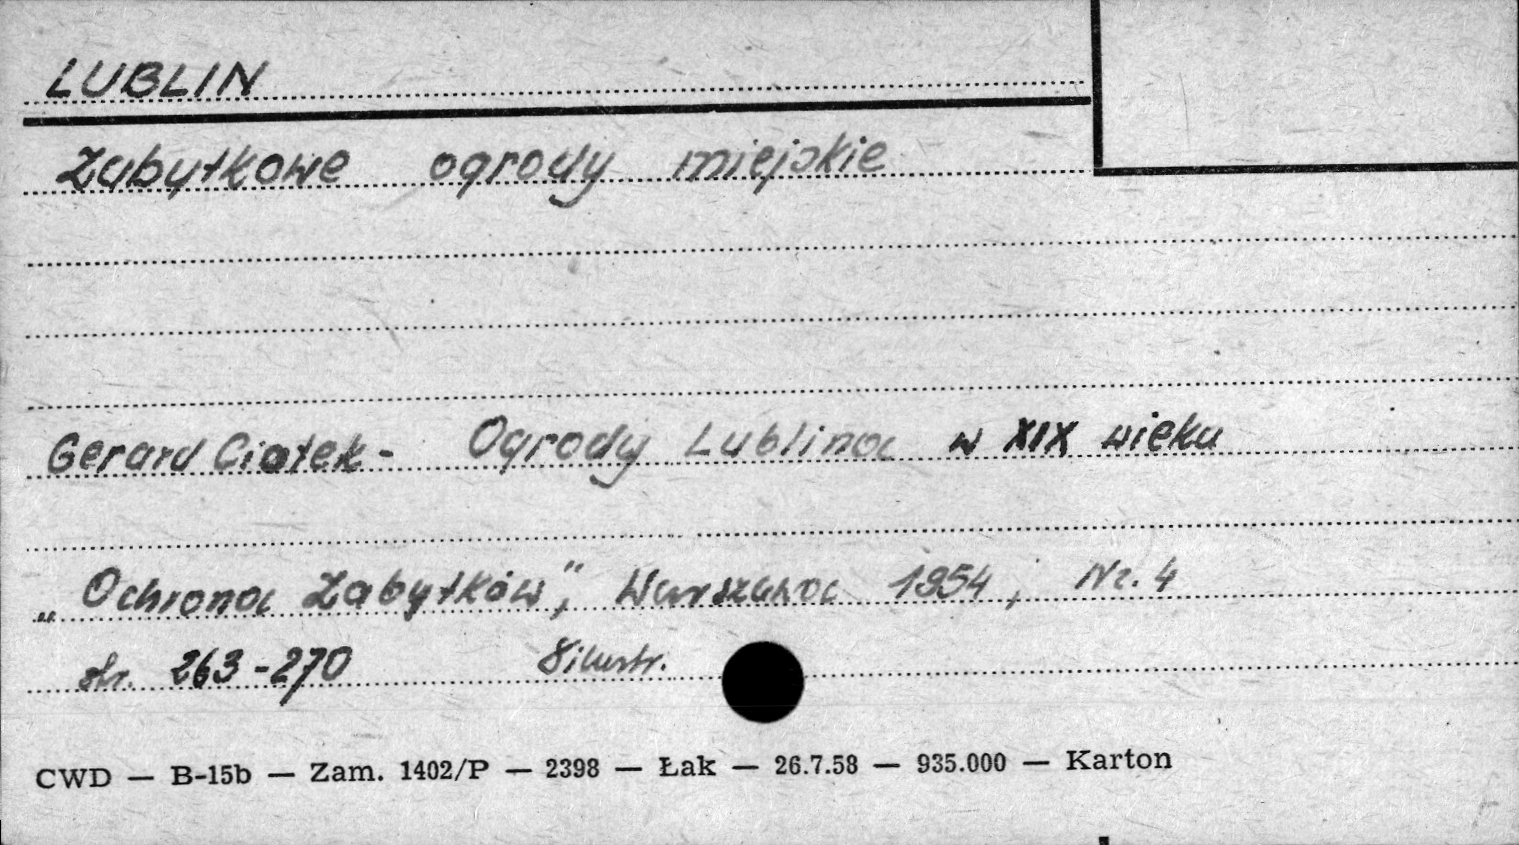 LUBLIN
Zabytkowe ogrody miejskie
Gerard Ciołek - Ogrody Lublina w XIX wieku
„Ochrona Zabytków", Warszawa 1954, Nr. 4
str. 263-270 8 ilustr.
CWD — B-15b — Zam. 1402/P — 2398 — Łak — 26.7.58 — 935.000 — Karton